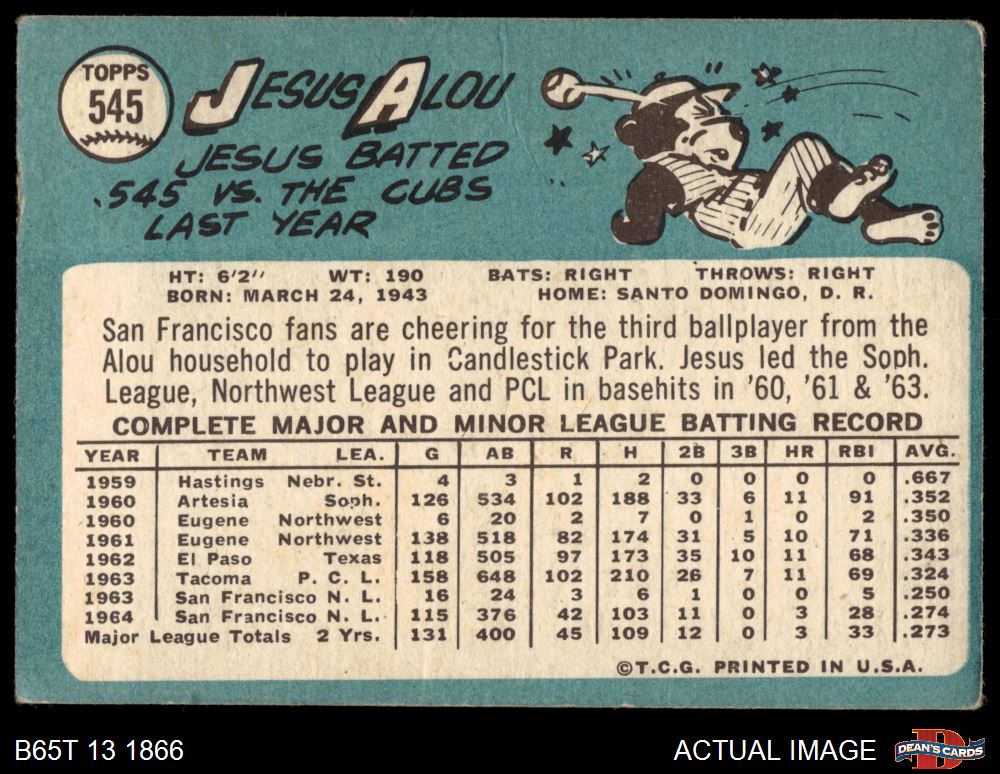 TOPPS
545
JESUS ALOU
JESUS BATTED
.545 VS. THE CUBS
LAST YEAR
HT: 6'2" WT: 190 BATS: RIGHT THROWS: RIGHT
BORN: MARCH 24, 1943 HOME: SANTO DOMINGO, D. R.
San Francisco fans are cheering for the third ballplayer from the
Alou household to play in Candlestick Park. Jesus led the Soph.
League, Northwest League and PCL in basehits in '60, '61 & '63.
COMPLETE MAJOR AND MINOR LEAGUE BATTING RECORD
YEAR TEAM LEA. G AB R H 2B 3B HR RBI AVG.
1959 Hastings Nebr. St. 4 3 1 2 0 0 0 0 .667
1960 Artesia Soph. 126 534 102 188 33 6 11 91 .352
1960 Eugene Northwest 6 20 2 7 0 1 0 2 .350
1961 Eugene Northwest 138 518 82 174 31 5 10 71 .336
1962 El Paso Texas 118 505 97 173 35 10 11 68 .343
1963 Tacoma P. C. L. 158 648 102 210 26 7 11 69 .324
1963 San Francisco N. L. 16 24 3 6 1 0 0 5 .250
1964 San Francisco N. L. 115 376 42 103 11 0 3 28 .274
Major League Totals 2 Yrs. 131 400 45 109 12 0 3 33 .273
©T.C.G. PRINTED IN U.S.A.
B65T 13 1866 ACTUAL IMAGE
D
DEAN'S CARDS